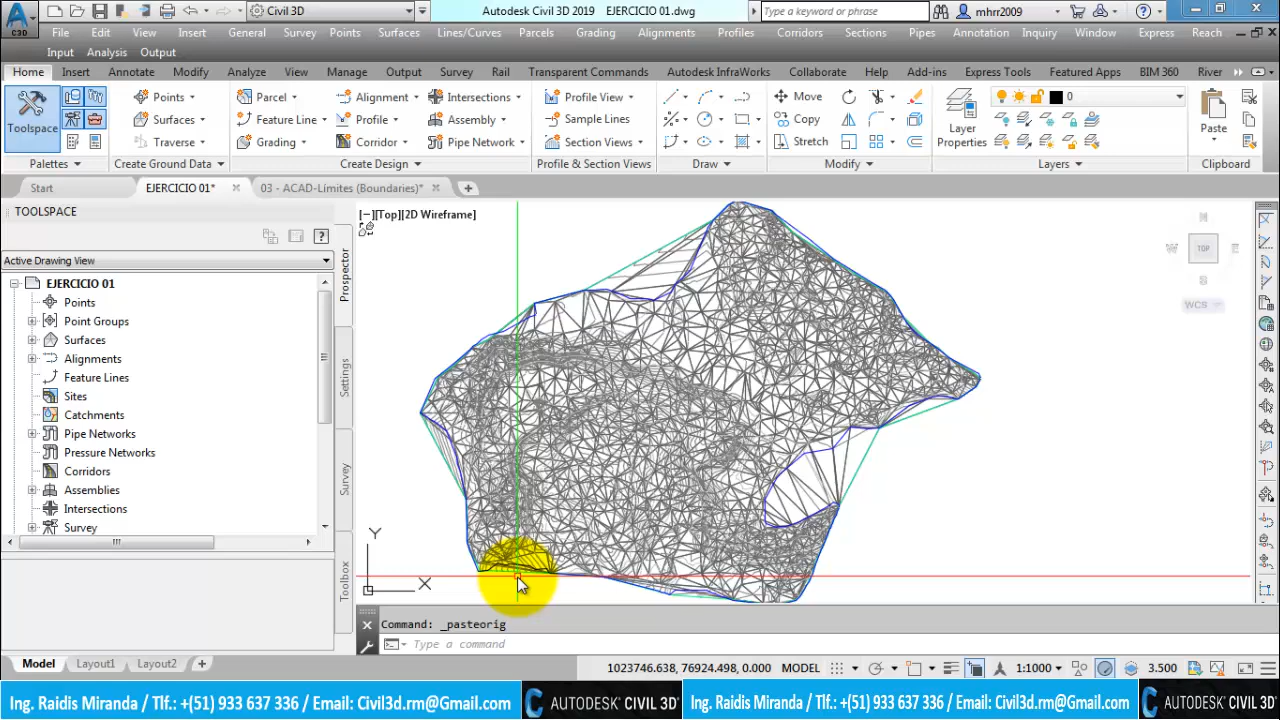 Civil 3D
Autodesk Civil 3D 2019 EJERCICIO 01.dwg
Type a keyword or phrase
mhrr2009
C3D
File Edit View Insert General Survey Points Surfaces Lines/Curves Parcels Grading Alignments Profiles Corridors Sections Pipes Annotation Inquiry Window Express Reach
Input Analysis Output
Home Insert Annotate Modify Analyze View Manage Output Survey Rail Transparent Commands Autodesk InfraWorks Collaborate Help Add-ins Express Tools Featured Apps BIM 360 River
Toolspace
Points
Surfaces
Traverse
Parcel
Feature Line
Grading
Alignment
Profile
Corridor
Intersections
Assembly
Pipe Network
Profile View
Sample Lines
Section Views
Move
Copy
Stretch
Layer
Properties
0
Paste
Palettes Create Ground Data Create Design Profile & Section Views Draw Modify Layers Clipboard
Start EJERCICIO 01* 03 - ACAD-Límites (Boundaries)*
TOOLSPACE
Active Drawing View
EJERCICIO 01
Points
Point Groups
Surfaces
Alignments
Feature Lines
Sites
Catchments
Pipe Networks
Pressure Networks
Corridors
Assemblies
Intersections
Survey
Prospector
Settings
Survey
Toolbox
[−][Top][2D Wireframe]
N
W TOP E
S
WCS
Y
X
Command: _pasteorig
Type a command
Model Layout1 Layout2
1023746.638, 76924.498, 0.000 MODEL 1:1000 3.500
Ing. Raidis Miranda / Tlf.: +(51) 933 637 336 / Email: Civil3d.rm@Gmail.com
C3D AUTODESK® CIVIL 3D®
Ing. Raidis Miranda / Tlf.: +(51) 933 637 336 / Email: Civil3d.rm@Gmail.com
C3D AUTODESK® CIVIL 3D